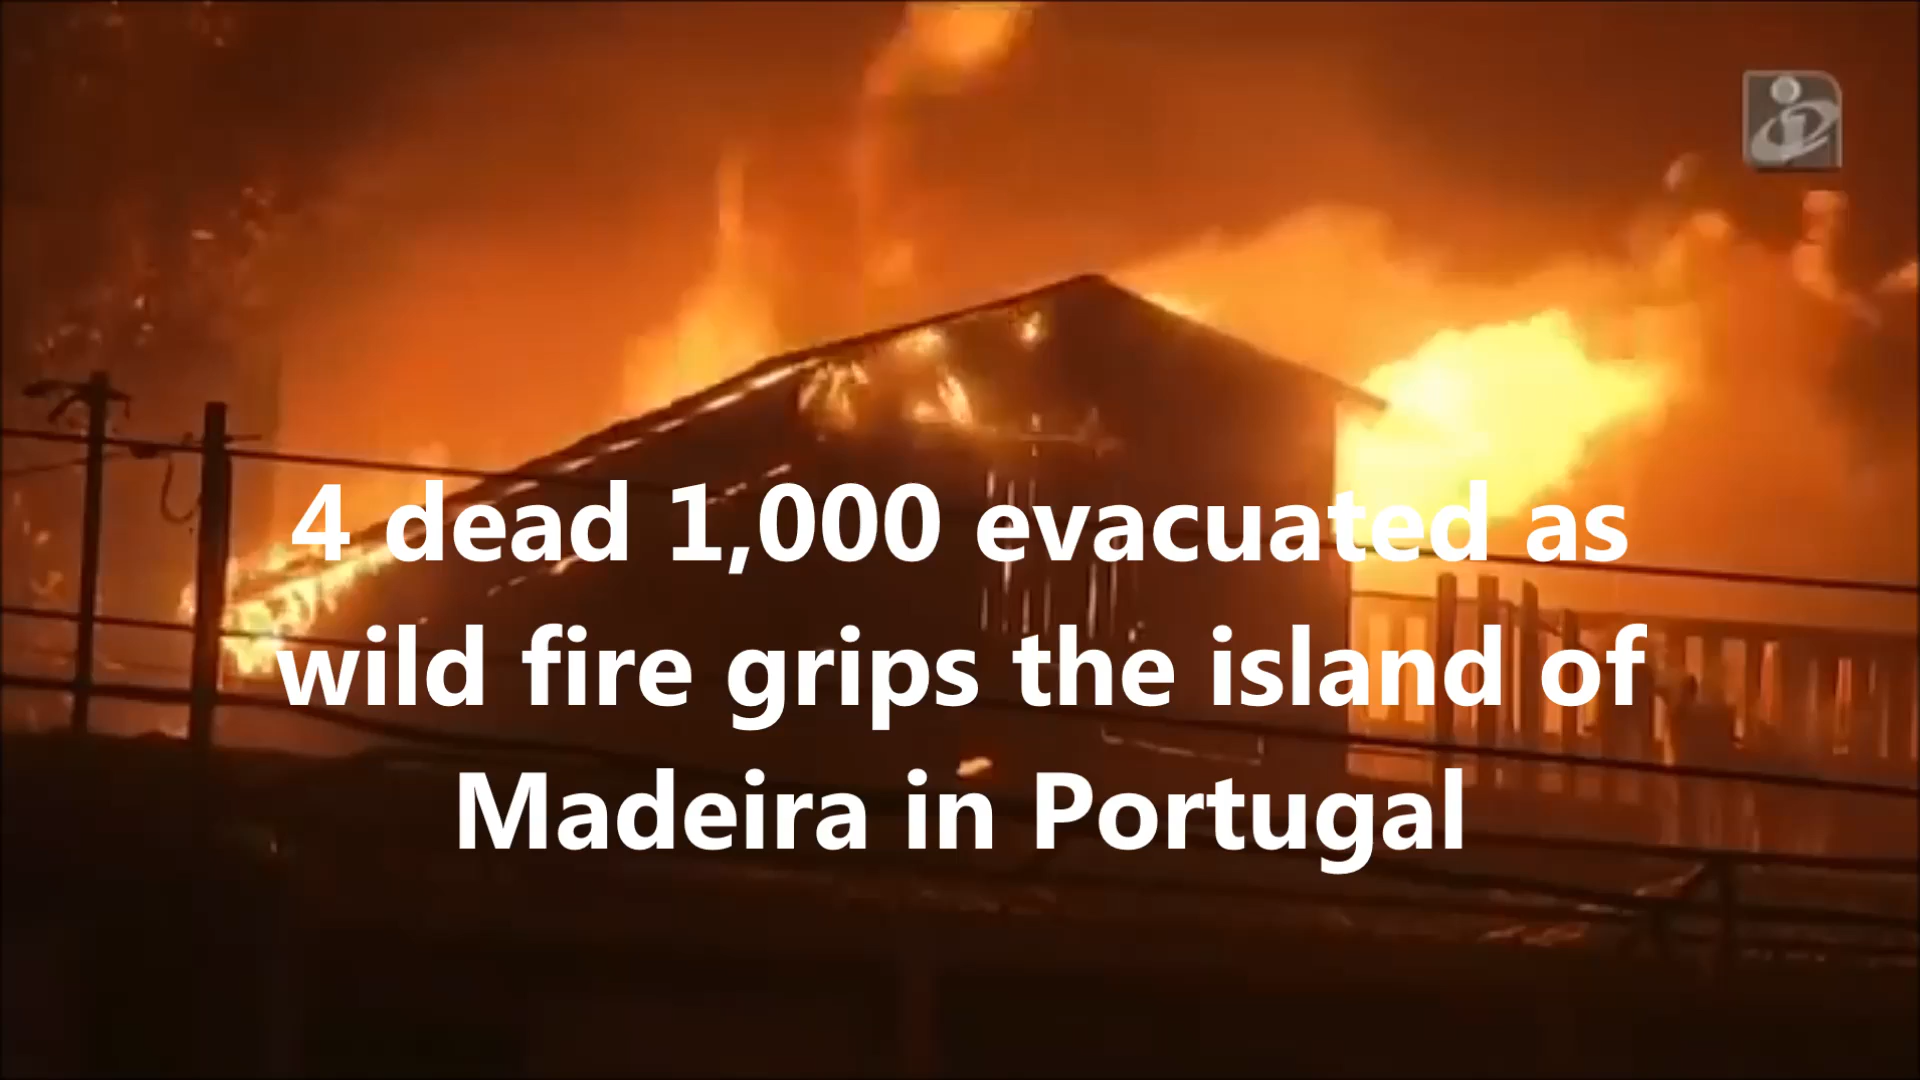 4 dead 1,000 evacuated as
wild fire grips the island of
Madeira in Portugal